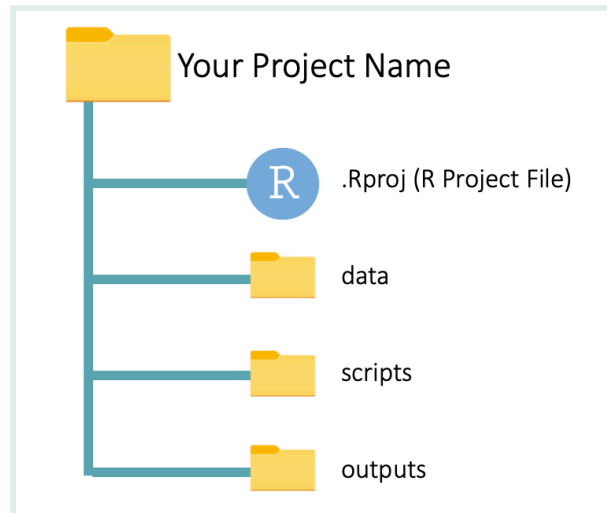 Your Project Name
R
.Rproj (R Project File)
data
scripts
outputs